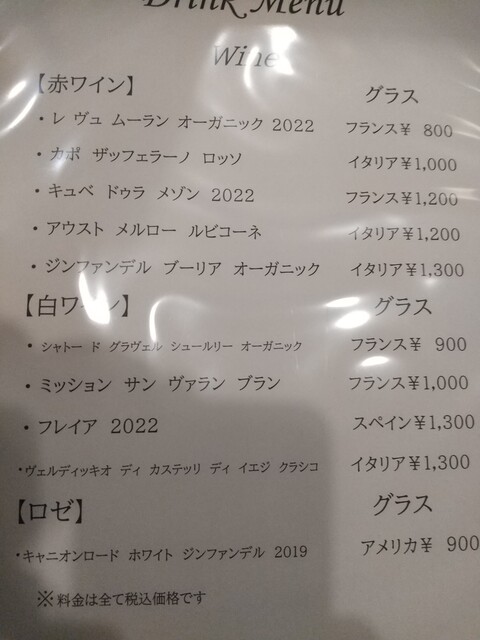 Drink Menu
Wine
【赤ワイン】 グラス
・レ ヴュ ムーラン オーガニック 2022 フランス¥ 800
・カポ ザッフェラーノ ロッソ イタリア¥1,000
・キュベ ドゥラ メゾン 2022 フランス¥1,200
・アウスト メルロー ルビコーネ イタリア¥1,200
・ジンファンデル プーリア オーガニック イタリア¥1,300
【白ワイン】 グラス
・シャトー ド グラヴェル シュールリー オーガニック フランス¥ 900
・ミッション サン ヴァラン ブラン フランス¥1,000
・フレイア 2022 スペイン¥1,300
・ヴェルディッキオ ディ カステッリ ディ イエジ クラシコ イタリア¥1,300
【ロゼ】 グラス
・キャニオンロード ホワイト ジンファンデル 2019 アメリカ¥ 900
※料金は全て税込価格です